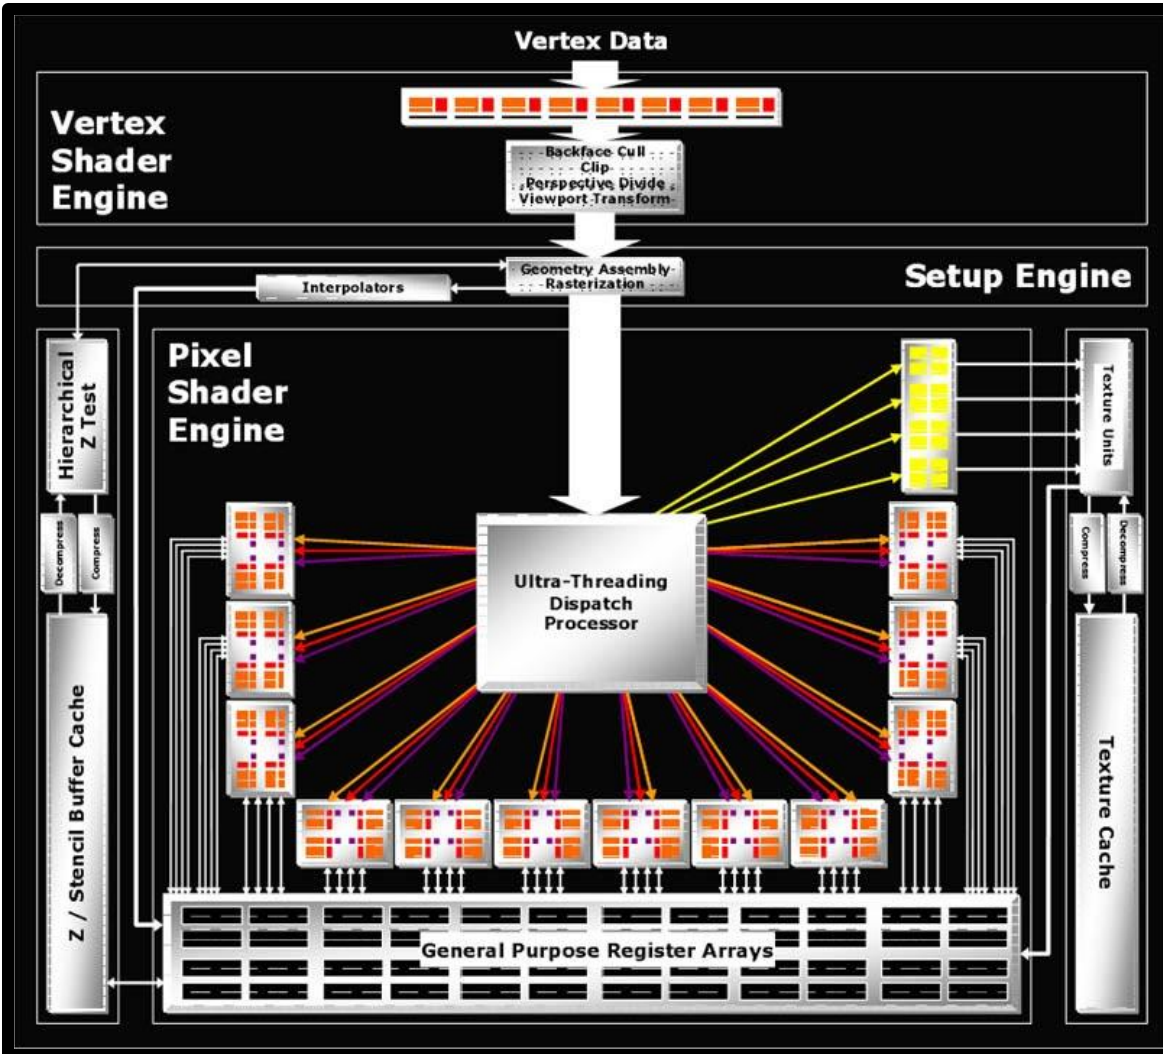 Vertex Data
Vertex
Shader
Engine
Backface Cull
Clip
Perspective Divide
Viewport Transform
Geometry Assembly
Rasterization
Setup Engine
Interpolators
Hierarchical
Z Test
Pixel
Shader
Engine
Texture Units
Decompress
Compress
Compress
Decompress
Ultra-Threading
Dispatch
Processor
Z / Stencil Buffer Cache
Texture Cache
General Purpose Register Arrays